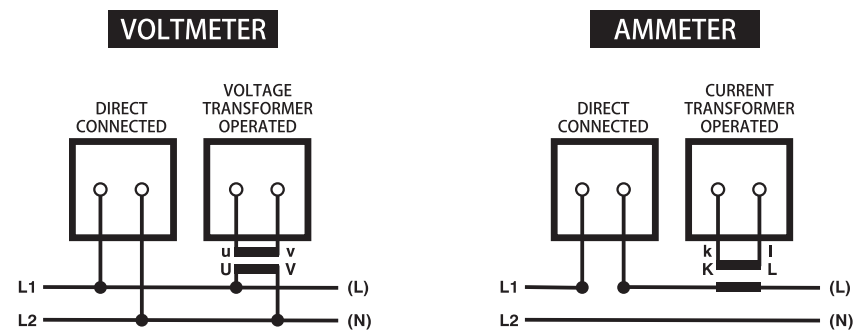 VOLTMETER
DIRECT
CONNECTED
VOLTAGE
TRANSFORMER
OPERATED
u v
U V
L1 (L)
L2 (N)
AMMETER
DIRECT
CONNECTED
CURRENT
TRANSFORMER
OPERATED
k l
K L
L1 (L)
L2 (N)